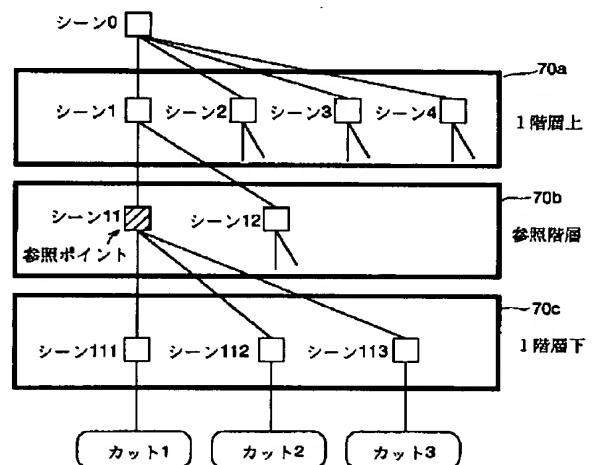 シーン0
70a
シーン1
シーン2
シーン3
シーン4
1階層上
70b
シーン11
シーン12
参照階層
参照ポイント
70c
シーン111
シーン112
シーン113
1階層下
カット1
カット2
カット3